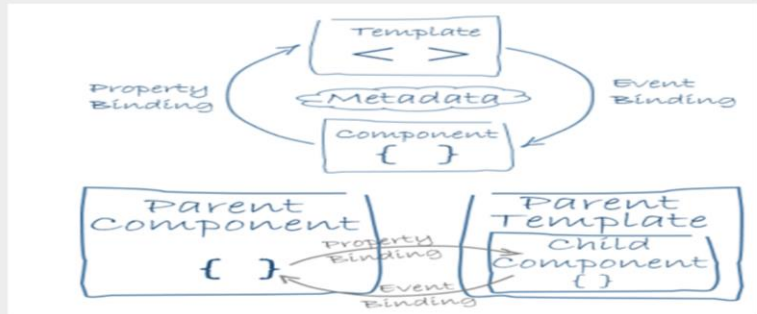 Template
< >
Property
Binding
Metadata
Event
Binding
Component
{ }
Parent
Component
{ }
Property
Binding
Event
Binding
Parent
Template
Child
Component
{ }